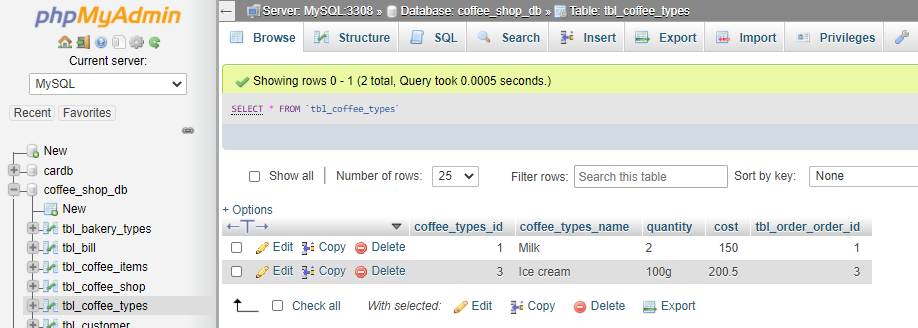 phpMyAdmin
Current server:
MySQL
Recent Favorites
New
cardb
coffee_shop_db
New
tbl_bakery_types
tbl_bill
tbl_coffee_items
tbl_coffee_shop
tbl_coffee_types
tbl_customer
Server: MySQL:3308 » Database: coffee_shop_db » Table: tbl_coffee_types
Browse Structure SQL Search Insert Export Import Privileges
Showing rows 0 - 1 (2 total, Query took 0.0005 seconds.)
SELECT * FROM `tbl_coffee_types`
Show all Number of rows: 25 Filter rows: Search this table Sort by key: None
+ Options
←T→ ▼ coffee_types_id coffee_types_name quantity cost tbl_order_order_id
Edit Copy Delete 1 Milk 2 150 1
Edit Copy Delete 3 Ice cream 100g 200.5 3
Check all With selected: Edit Copy Delete Export